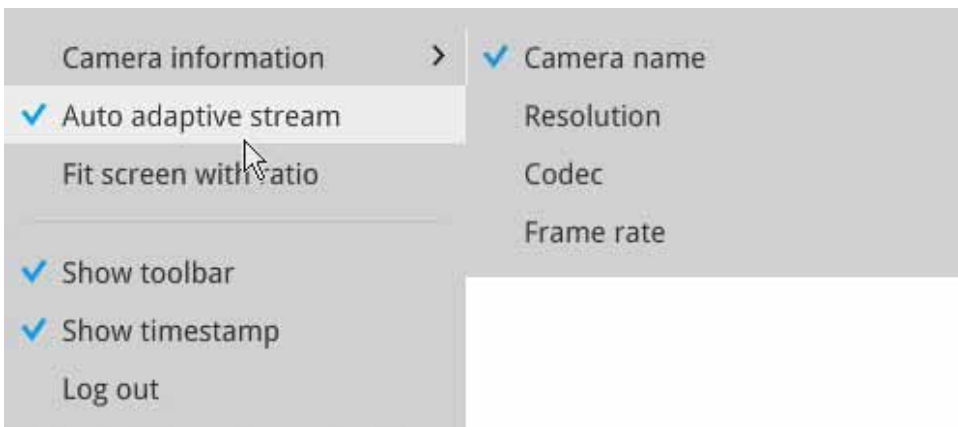 Camera information
Auto adaptive stream
Fit screen with ratio
Show toolbar
Show timestamp
Log out
Camera name
Resolution
Codec
Frame rate